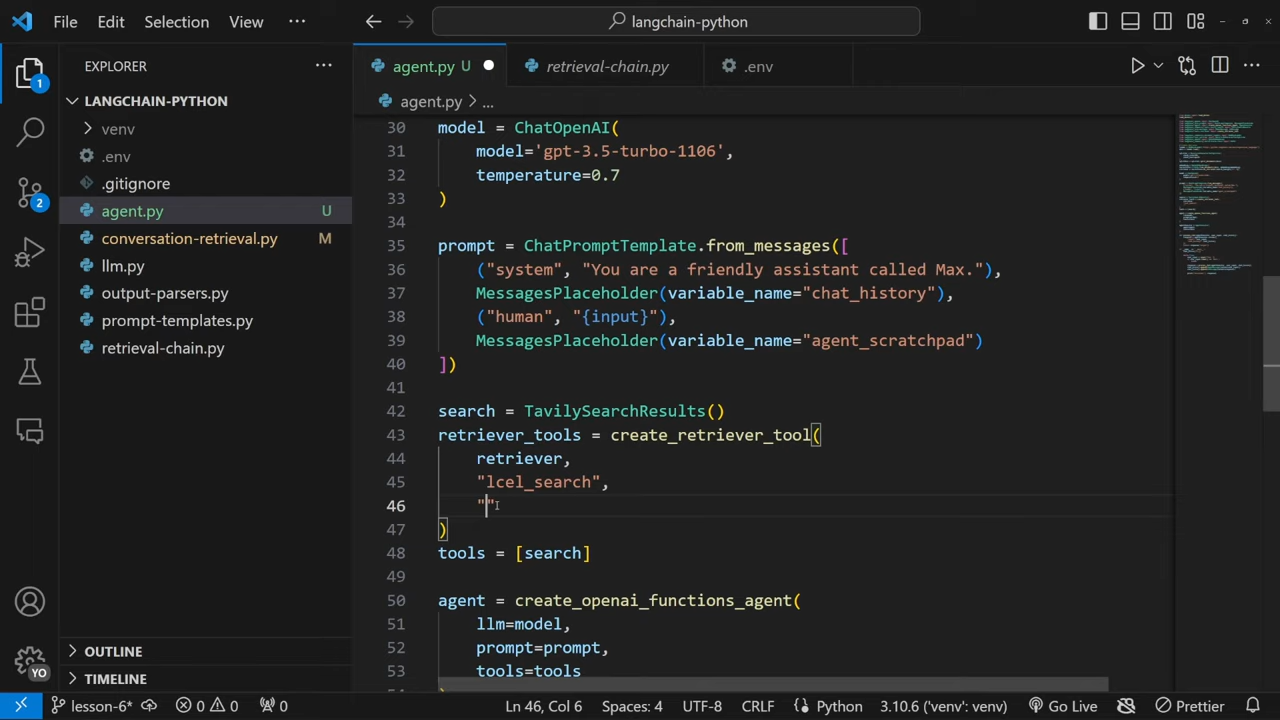 File Edit Selection View ··· langchain-python
EXPLORER ···
LANGCHAIN-PYTHON
venv
.env
.gitignore
agent.py U
conversation-retrieval.py M
llm.py
output-parsers.py
prompt-templates.py
retrieval-chain.py
OUTLINE
TIMELINE
1
2
YO
agent.py U retrieval-chain.py .env
agent.py > ...
30 model = ChatOpenAI(
31 model='gpt-3.5-turbo-1106',
32 temperature=0.7
33 )
34
35 prompt = ChatPromptTemplate.from_messages([
36 ("system", "You are a friendly assistant called Max."),
37 MessagesPlaceholder(variable_name="chat_history"),
38 ("human", "{input}"),
39 MessagesPlaceholder(variable_name="agent_scratchpad")
40 ])
41
42 search = TavilySearchResults()
43 retriever_tools = create_retriever_tool(
44 retriever,
45 "lcel_search",
46 ""
47 )
48 tools = [search]
49
50 agent = create_openai_functions_agent(
51 llm=model,
52 prompt=prompt,
53 tools=tools
lesson-6* 0 0 0 Ln 46, Col 6 Spaces: 4 UTF-8 CRLF Python 3.10.6 ('venv': venv) Go Live Prettier